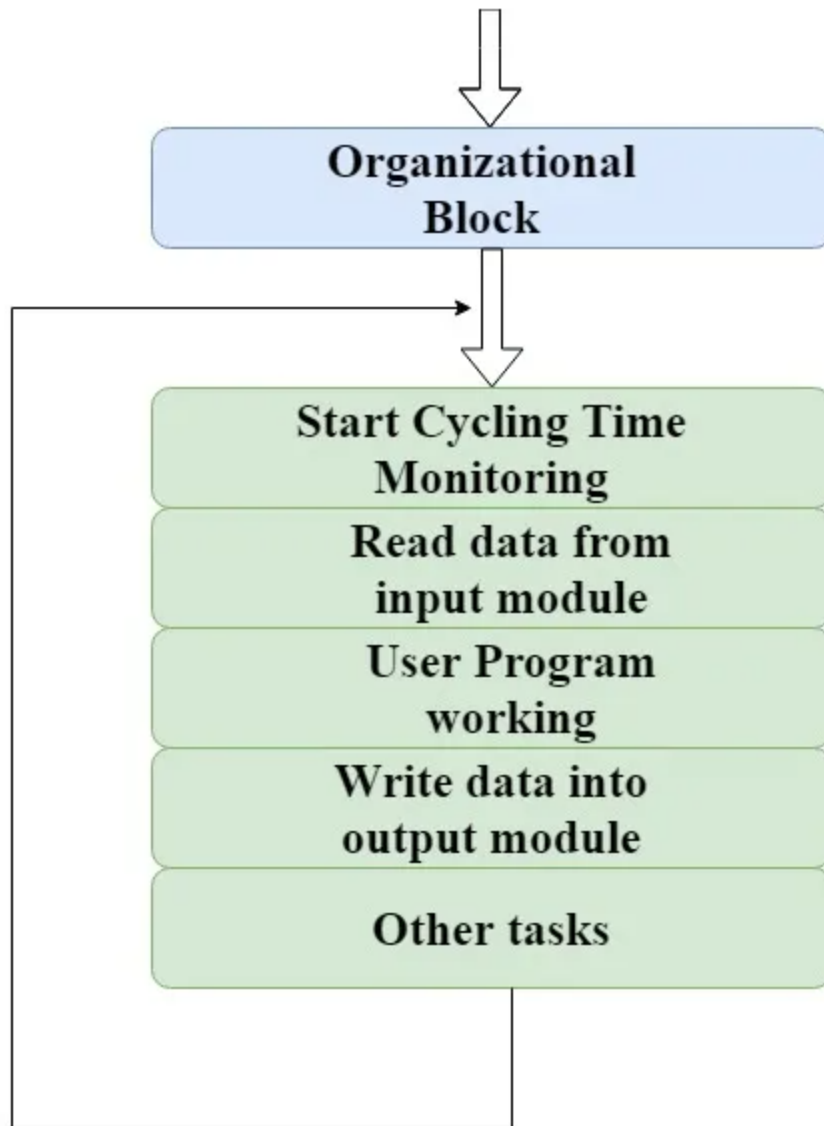 Organizational
Block
Start Cycling Time
Monitoring
Read data from
input module
User Program
working
Write data into
output module
Other tasks